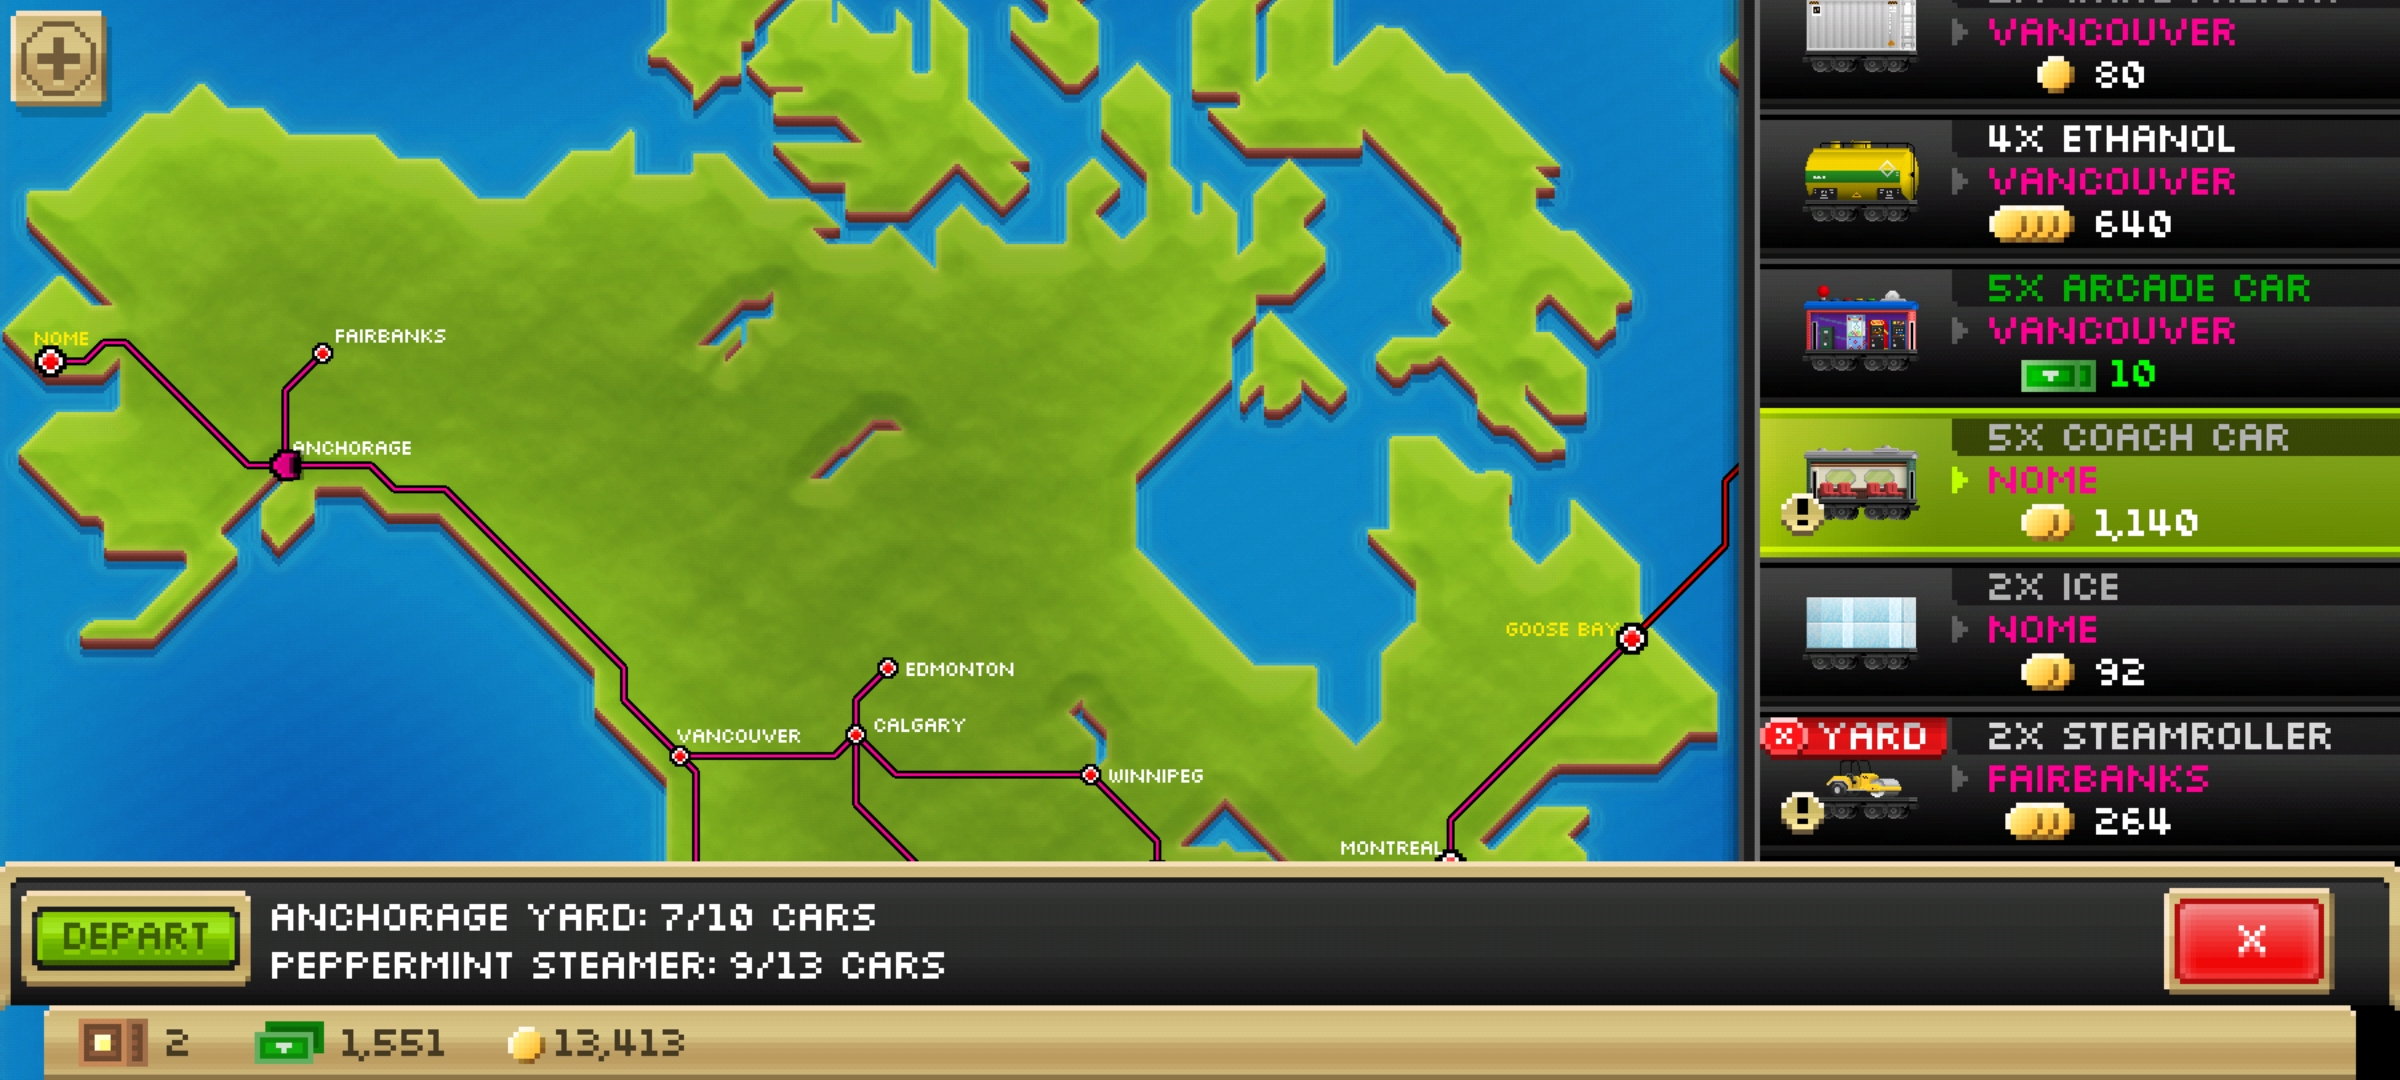 VANCOUVER
80
4X ETHANOL
VANCOUVER
640
5X ARCADE CAR
VANCOUVER
10
5X COACH CAR
NOME
1,140
2X ICE
NOME
92
X YARD
2X STEAMROLLER
FAIRBANKS
264
NOME
FAIRBANKS
ANCHORAGE
GOOSE BAY
EDMONTON
CALGARY
VANCOUVER
WINNIPEG
MONTREAL
DEPART
ANCHORAGE YARD: 7/10 CARS
PEPPERMINT STEAMER: 9/13 CARS
X
2
1,551
13,413